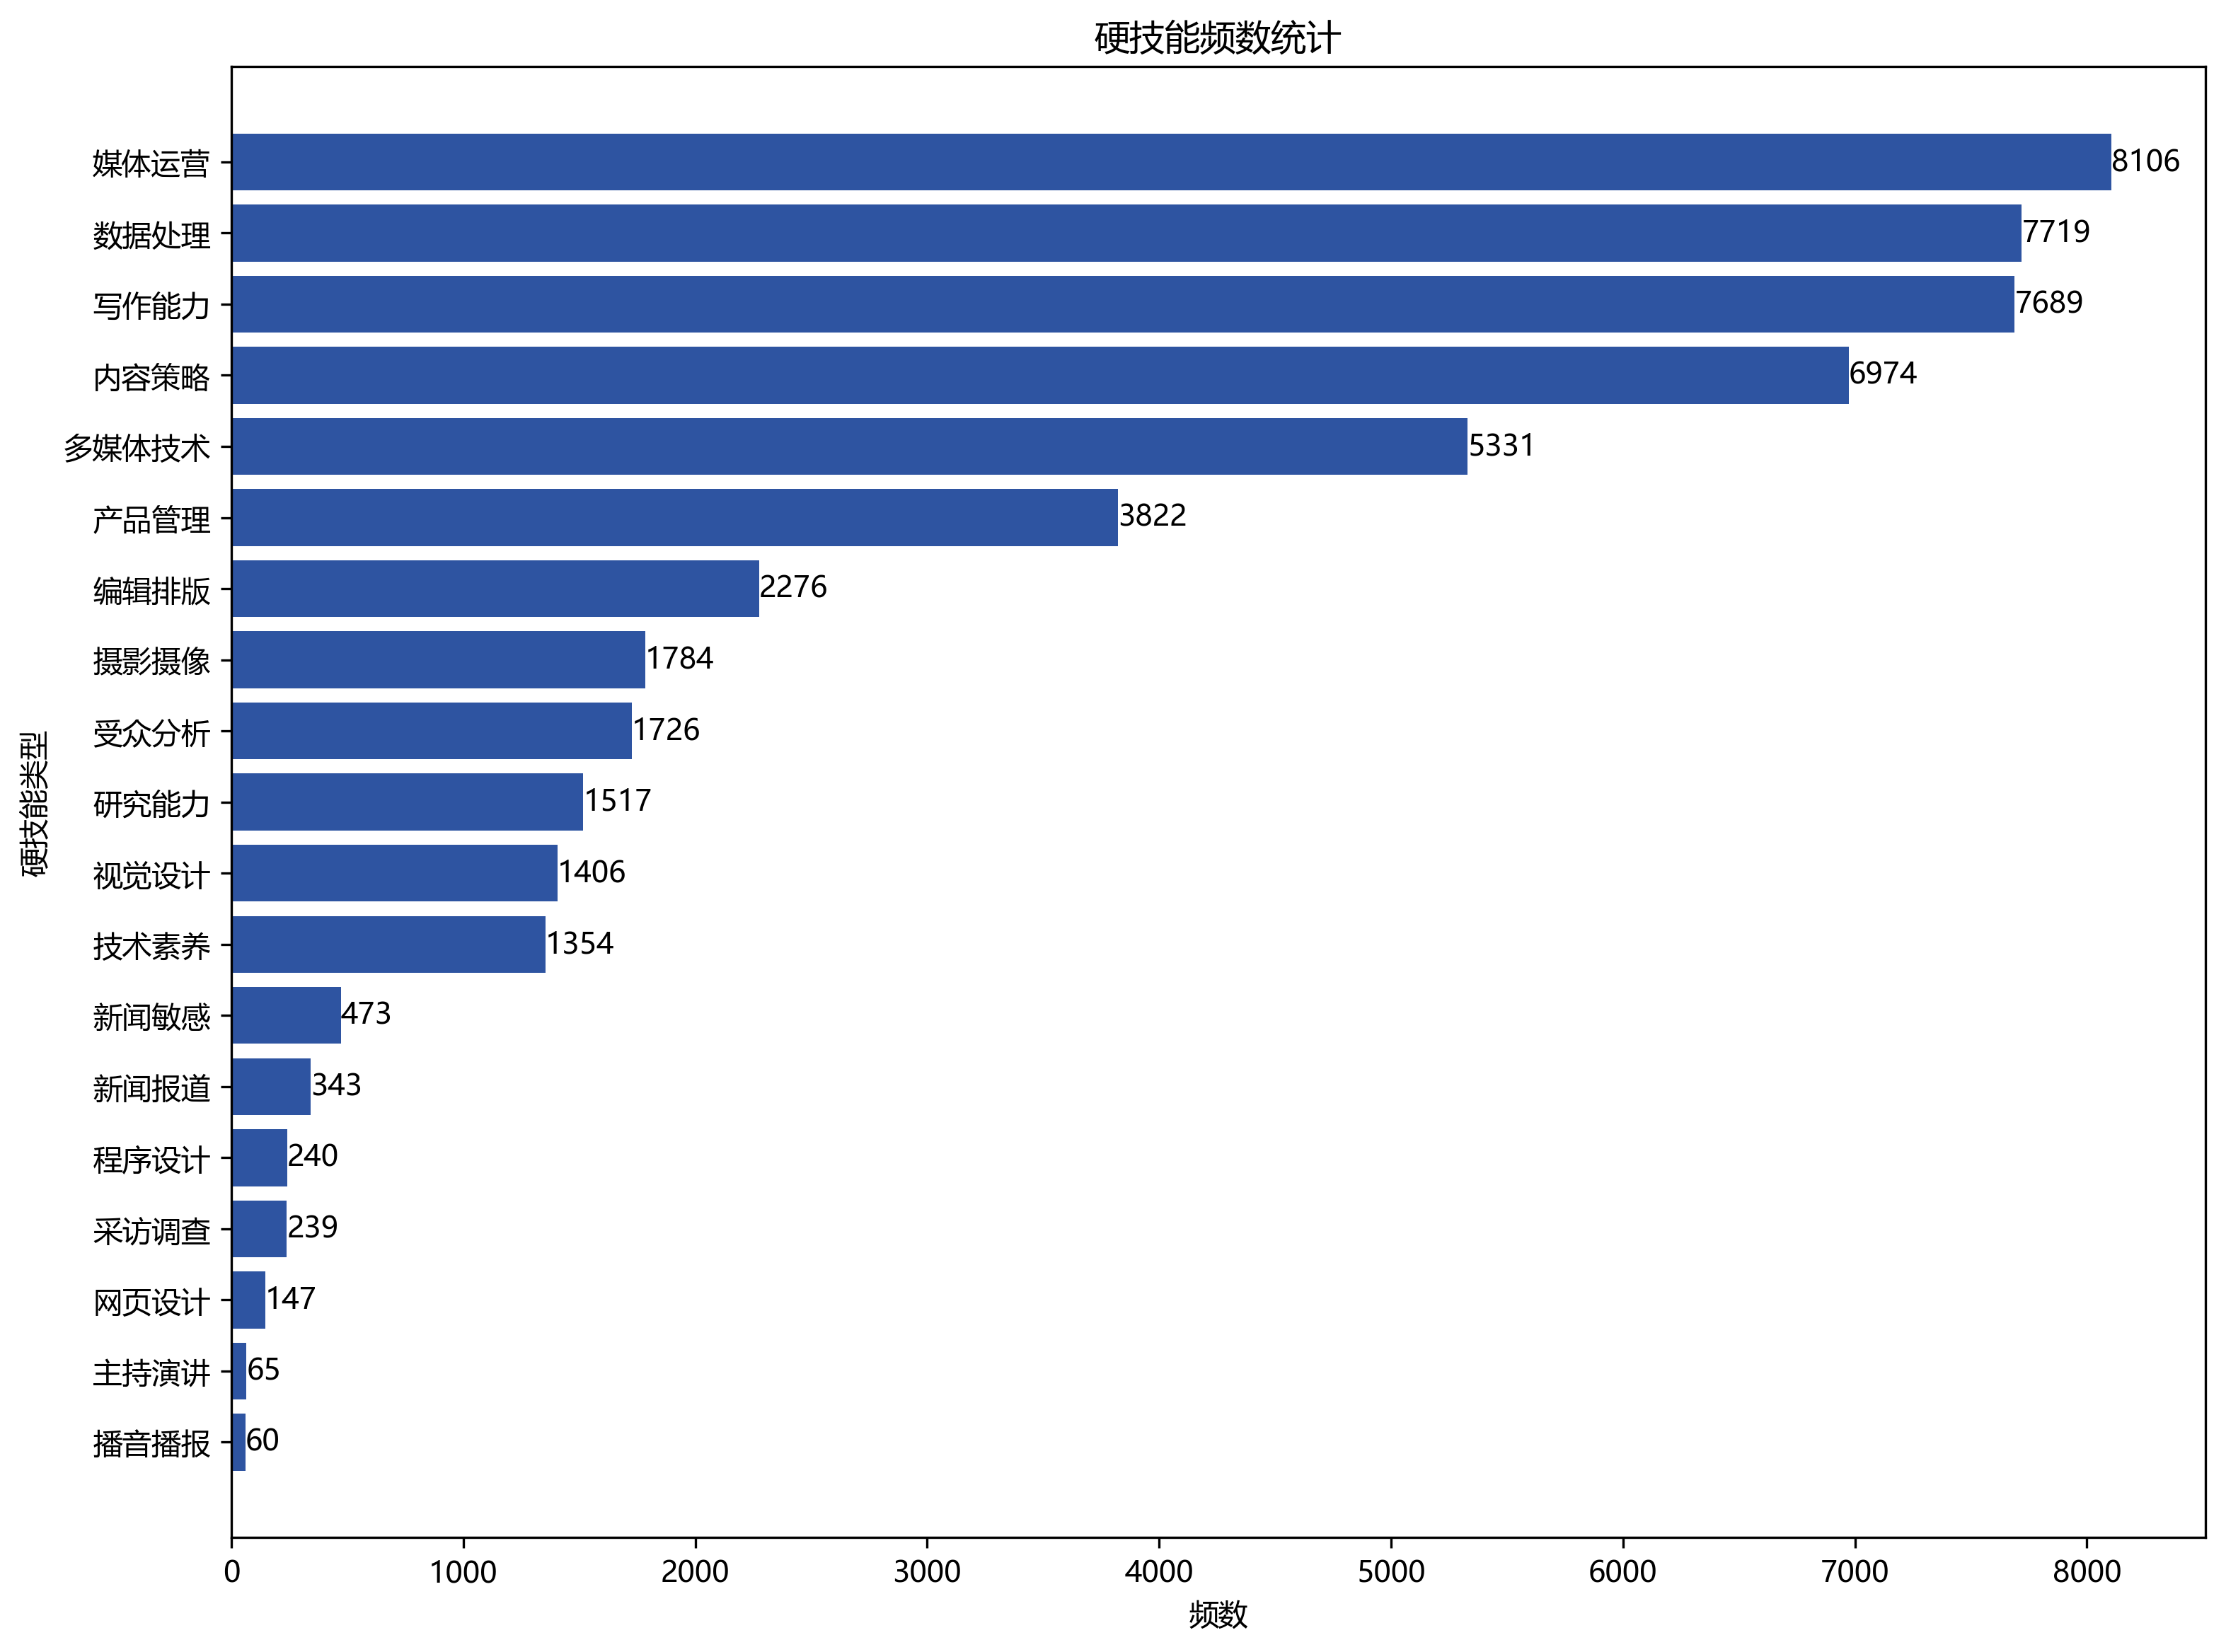 硬技能频数统计
硬技能类型
媒体运营 8106
数据处理 7719
写作能力 7689
内容策略 6974
多媒体技术 5331
产品管理 3822
编辑排版 2276
摄影摄像 1784
受众分析 1726
研究能力 1517
视觉设计 1406
技术素养 1354
新闻敏感 473
新闻报道 343
程序设计 240
采访调查 239
网页设计 147
主持演讲 65
播音播报 60
0 1000 2000 3000 4000 5000 6000 7000 8000
频数